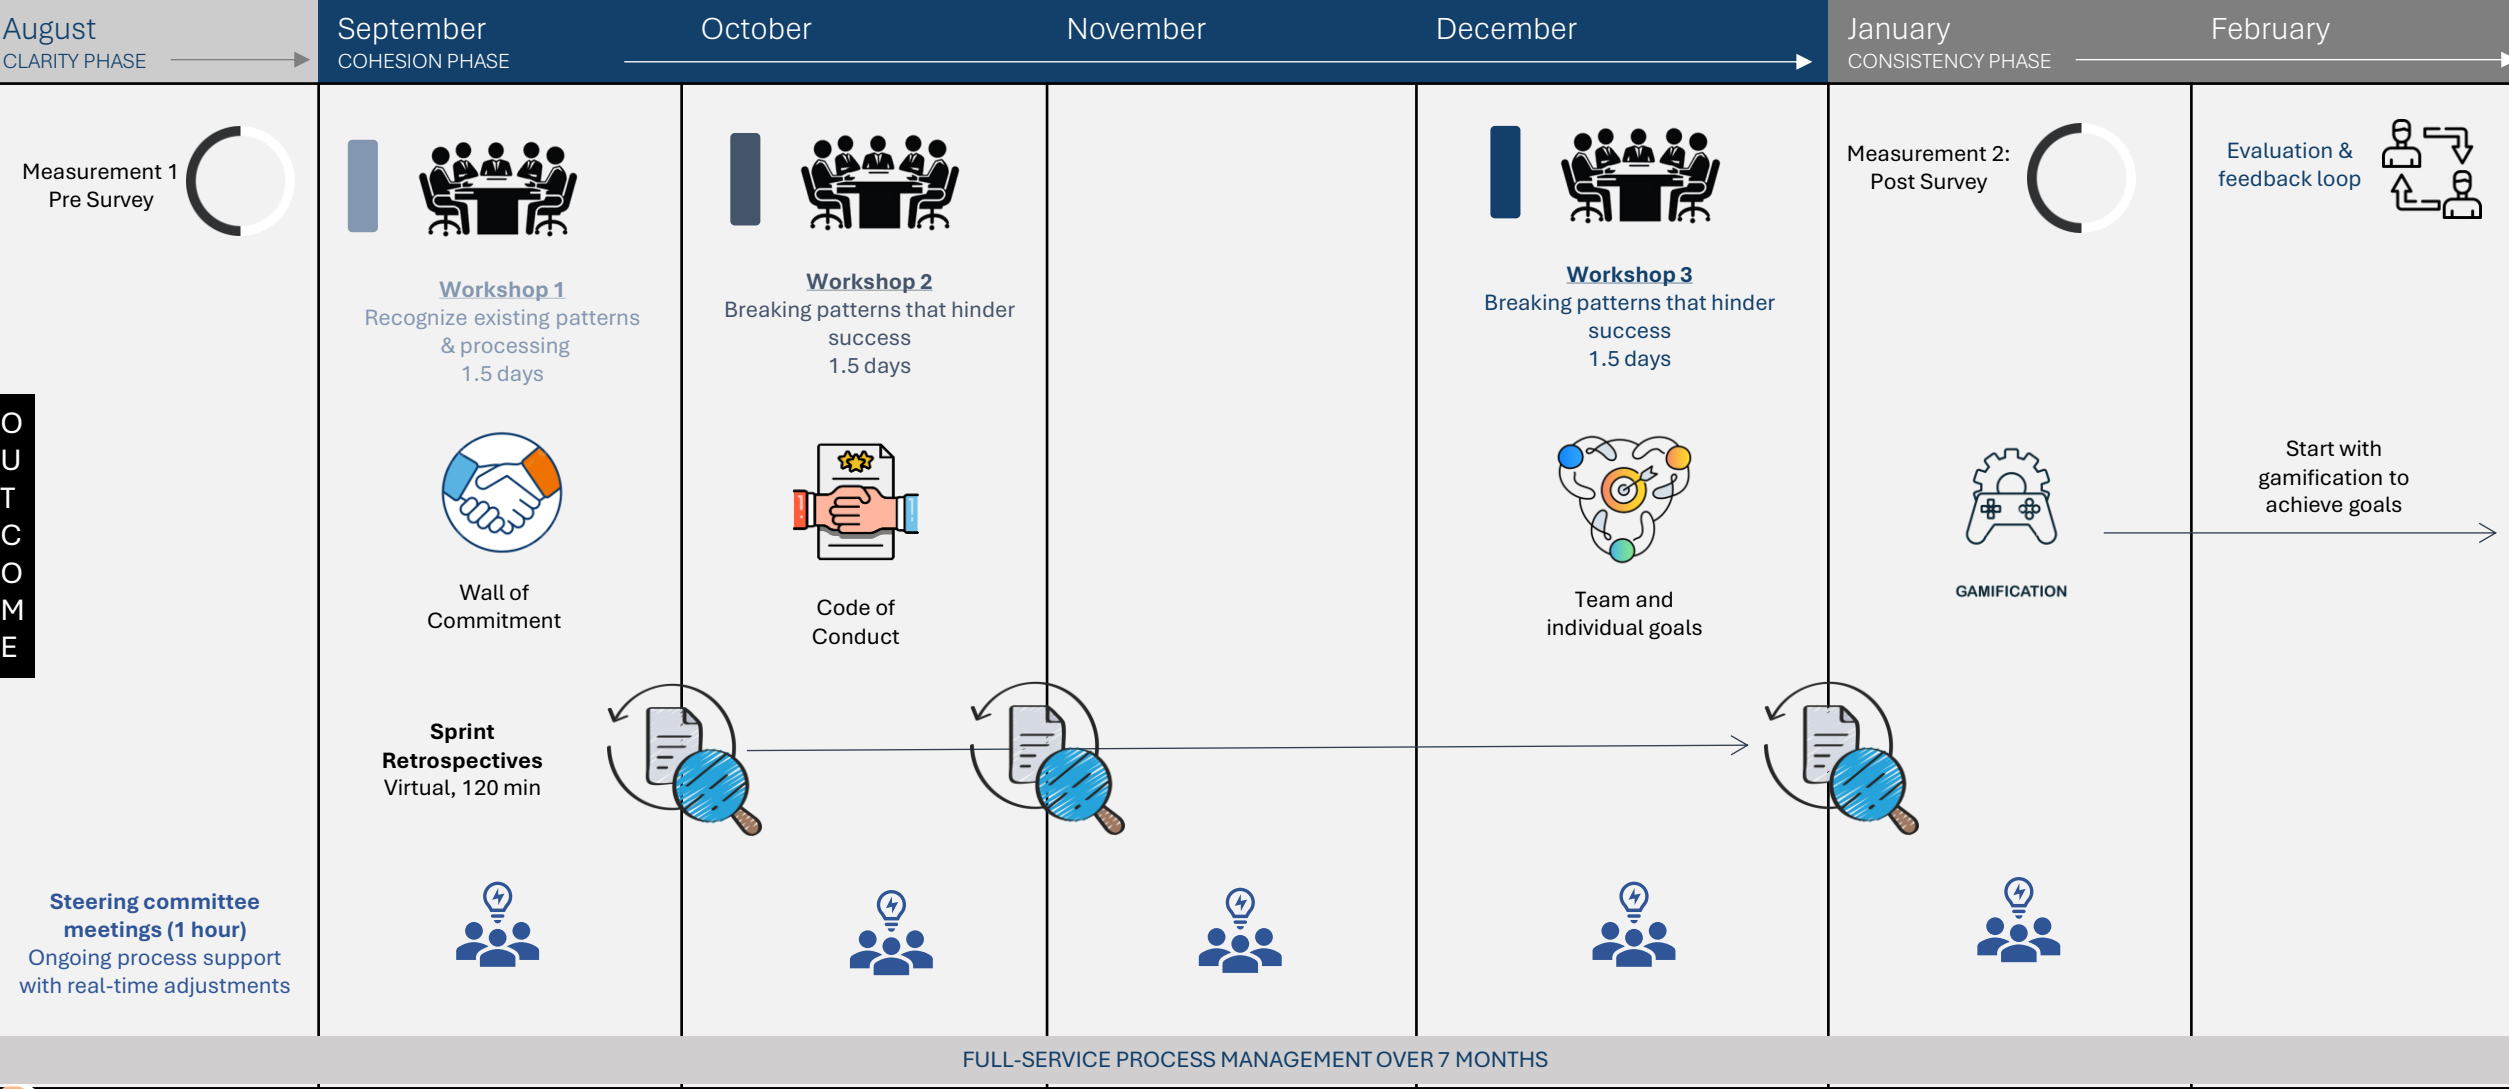 August
CLARITY PHASE
September
COHESION PHASE
October
November
December
January
CONSISTENCY PHASE
February
Measurement 1
Pre Survey
Workshop 1
Recognize existing patterns
& processing
1.5 days
Workshop 2
Breaking patterns that hinder
success
1.5 days
Workshop 3
Breaking patterns that hinder
success
1.5 days
Measurement 2:
Post Survey
Evaluation &
feedback loop
OUTCOME
Wall of
Commitment
Code of
Conduct
Team and
individual goals
GAMIFICATION
Start with
gamification to
achieve goals
Sprint
Retrospectives
Virtual, 120 min
Steering committee
meetings (1 hour)
Ongoing process support
with real-time adjustments
FULL-SERVICE PROCESS MANAGEMENT OVER 7 MONTHS